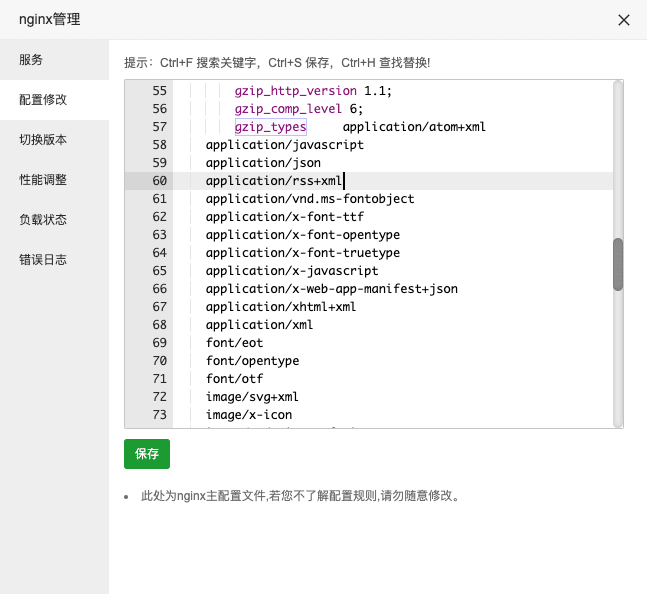 nginx管理
服务
配置修改
切换版本
性能调整
负载状态
错误日志
提示：Ctrl+F 搜索关键字，Ctrl+S 保存，Ctrl+H 查找替换!
55 gzip_http_version 1.1;
56 gzip_comp_level 6;
57 gzip_types application/atom+xml
58 application/javascript
59 application/json
60 application/rss+xml
61 application/vnd.ms-fontobject
62 application/x-font-ttf
63 application/x-font-opentype
64 application/x-font-truetype
65 application/x-javascript
66 application/x-web-app-manifest+json
67 application/xhtml+xml
68 application/xml
69 font/eot
70 font/opentype
71 font/otf
72 image/svg+xml
73 image/x-icon
保存
• 此处为nginx主配置文件,若您不了解配置规则,请勿随意修改。